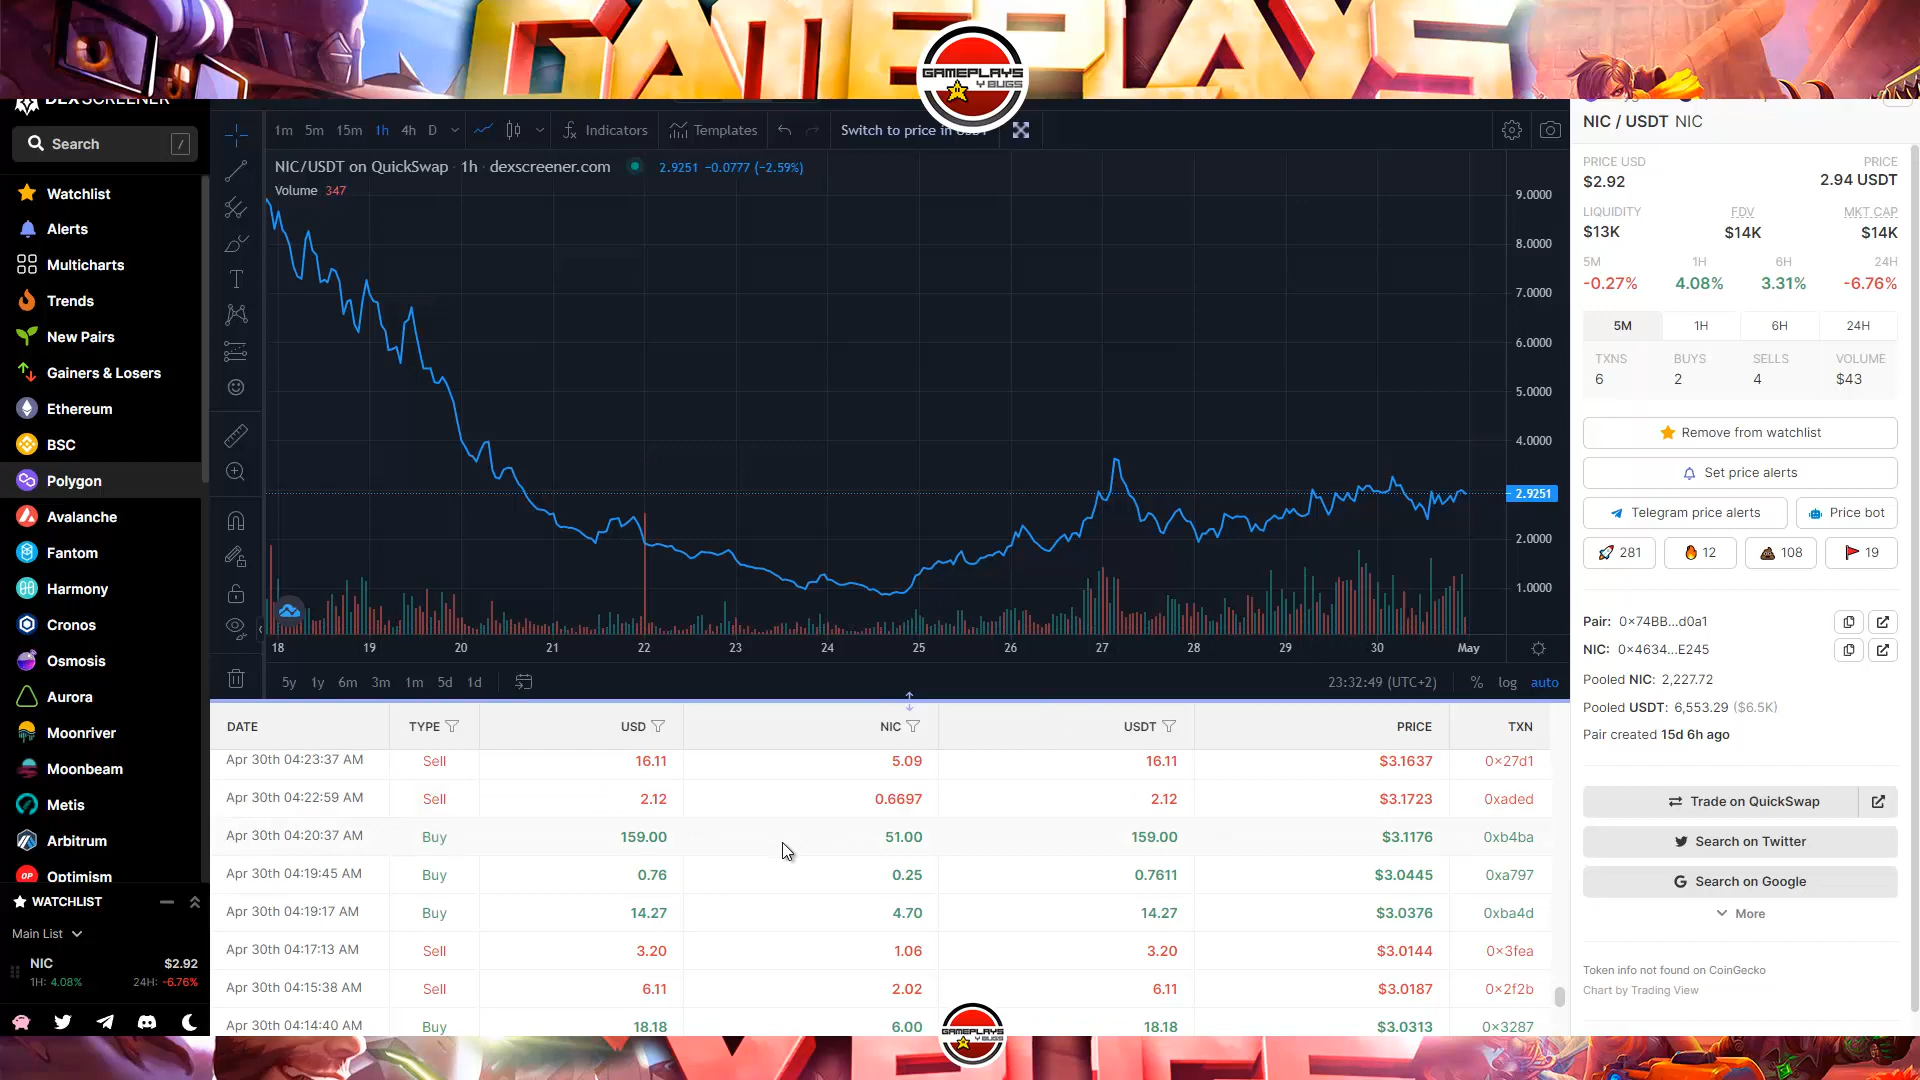 GAMEPLAYS
GAMEPLAYS
Y BUGS
DEX SCREENER
Search /
Watchlist
Alerts
Multicharts
Trends
New Pairs
Gainers & Losers
Ethereum
BSC
Polygon
Avalanche
Fantom
Harmony
Cronos
Osmosis
Aurora
Moonriver
Moonbeam
Metis
Arbitrum
OP Optimism
WATCHLIST
Main List
NIC $2.92
1H: 4.08% 24H: -6.76%
1m 5m 15m 1h 4h D Indicators Templates Switch to price in USDT
NIC/USDT on QuickSwap · 1h · dexscreener.com 2.9251 −0.0777 (−2.59%)
Volume 347
9.0000
8.0000
7.0000
6.0000
5.0000
4.0000
2.9251
2.0000
1.0000
18 19 20 21 22 23 24 25 26 27 28 29 30 May
5y 1y 6m 3m 1m 5d 1d 23:32:49 (UTC+2) % log auto
DATE TYPE USD NIC USDT PRICE TXN
Apr 30th 04:23:37 AM Sell 16.11 5.09 16.11 $3.1637 0x27d1
Apr 30th 04:22:59 AM Sell 2.12 0.6697 2.12 $3.1723 0xaded
Apr 30th 04:20:37 AM Buy 159.00 51.00 159.00 $3.1176 0xb4ba
Apr 30th 04:19:45 AM Buy 0.76 0.25 0.7611 $3.0445 0xa797
Apr 30th 04:19:17 AM Buy 14.27 4.70 14.27 $3.0376 0xba4d
Apr 30th 04:17:13 AM Sell 3.20 1.06 3.20 $3.0144 0x3fea
Apr 30th 04:15:38 AM Sell 6.11 2.02 6.11 $3.0187 0x2f2b
Apr 30th 04:14:40 AM Buy 18.18 6.00 18.18 $3.0313 0x3287
NIC / USDT NIC
PRICE USD PRICE
$2.92 2.94 USDT
LIQUIDITY FDV MKT CAP
$13K $14K $14K
5M 1H 6H 24H
-0.27% 4.08% 3.31% -6.76%
5M 1H 6H 24H
TXNS BUYS SELLS VOLUME
6 2 4 $43
Remove from watchlist
Set price alerts
Telegram price alerts Price bot
281 12 108 19
Pair: 0x74BB...d0a1
NIC: 0x4634...E245
Pooled NIC: 2,227.72
Pooled USDT: 6,553.29 ($6.5K)
Pair created 15d 6h ago
Trade on QuickSwap
Search on Twitter
Search on Google
More
Token info not found on CoinGecko
Chart by Trading View
GAMEPLAYS
Y BUGS